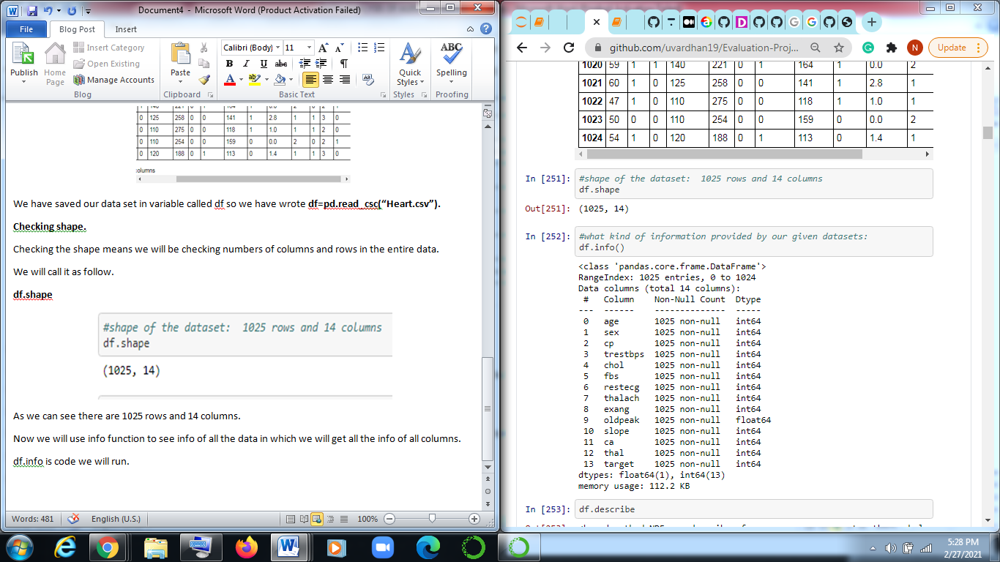 Document4 - Microsoft Word (Product Activation Failed)
File Blog Post Insert
Publish
Home Page
Insert Category
Open Existing
Manage Accounts
Blog
Paste
Clipboard
Calibri (Body) 11
B I U abc
Basic Text
Quick Styles
Styles
ABC
Spelling
Proofing
0 125 258 0 0 141 1 2.8 1 1 3 0
0 110 275 0 0 118 1 1.0 1 1 2 0
0 110 254 0 0 159 0 0.0 2 0 2 1
0 120 188 0 1 113 0 1.4 1 1 3 0
columns
We have saved our data set in variable called df so we have wrote df=pd.read_csc(“Heart.csv”).
Checking shape.
Checking the shape means we will be checking numbers of columns and rows in the entire data.
We will call it as follow.
df.shape
#shape of the dataset: 1025 rows and 14 columns
df.shape
(1025, 14)
As we can see there are 1025 rows and 14 columns.
Now we will use info function to see info of all the data in which we will get all the info of all columns.
df.info is code we will run.
Words: 481 English (U.S.) 100%
github.com/uvardhan19/Evaluation-Proj... N Update
1020 59 1 1 140 221 0 1 164 1 0.0 2
1021 60 1 0 125 258 0 0 141 1 2.8 1
1022 47 1 0 110 275 0 0 118 1 1.0 1
1023 50 0 0 110 254 0 0 159 0 0.0 2
1024 54 1 0 120 188 0 1 113 0 1.4 1
In [251]: #shape of the dataset: 1025 rows and 14 columns
df.shape
Out[251]: (1025, 14)
In [252]: #what kind of information provided by our given datasets:
df.info()
<class 'pandas.core.frame.DataFrame'>
RangeIndex: 1025 entries, 0 to 1024
Data columns (total 14 columns):
# Column Non-Null Count Dtype
--- ------ -------------- -----
0 age 1025 non-null int64
1 sex 1025 non-null int64
2 cp 1025 non-null int64
3 trestbps 1025 non-null int64
4 chol 1025 non-null int64
5 fbs 1025 non-null int64
6 restecg 1025 non-null int64
7 thalach 1025 non-null int64
8 exang 1025 non-null int64
9 oldpeak 1025 non-null float64
10 slope 1025 non-null int64
11 ca 1025 non-null int64
12 thal 1025 non-null int64
13 target 1025 non-null int64
dtypes: float64(1), int64(13)
memory usage: 112.2 KB
In [253]: df.describe
5:28 PM
2/27/2021